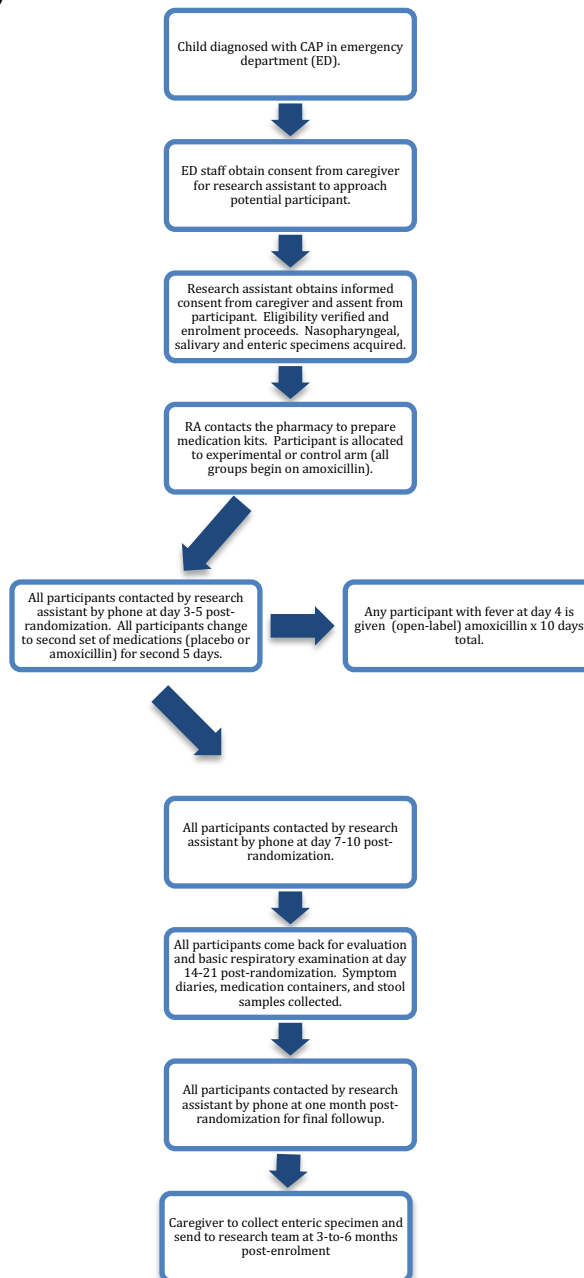 Child diagnosed with CAP in emergency
department (ED).
ED staff obtain consent from caregiver
for research assistant to approach
potential participant.
Research assistant obtains informed
consent from caregiver and assent from
participant. Eligibility verified and
enrolment proceeds. Nasopharyngeal,
salivary and enteric specimens acquired.
RA contacts the pharmacy to prepare
medication kits. Participant is allocated
to experimental or control arm (all
groups begin on amoxicillin).
All participants contacted by research
assistant by phone at day 3-5 post-
randomization. All participants change
to second set of medications (placebo or
amoxicillin) for second 5 days.
Any participant with fever at day 4 is
given (open-label) amoxicillin x 10 days
total.
All participants contacted by research
assistant by phone at day 7-10 post-
randomization.
All participants come back for evaluation
and basic respiratory examination at day
14-21 post-randomization. Symptom
diaries, medication containers, and stool
samples collected.
All participants contacted by research
assistant by phone at one month post-
randomization for final followup.
Caregiver to collect enteric specimen and
send to research team at 3-to-6 months
post-enrolment